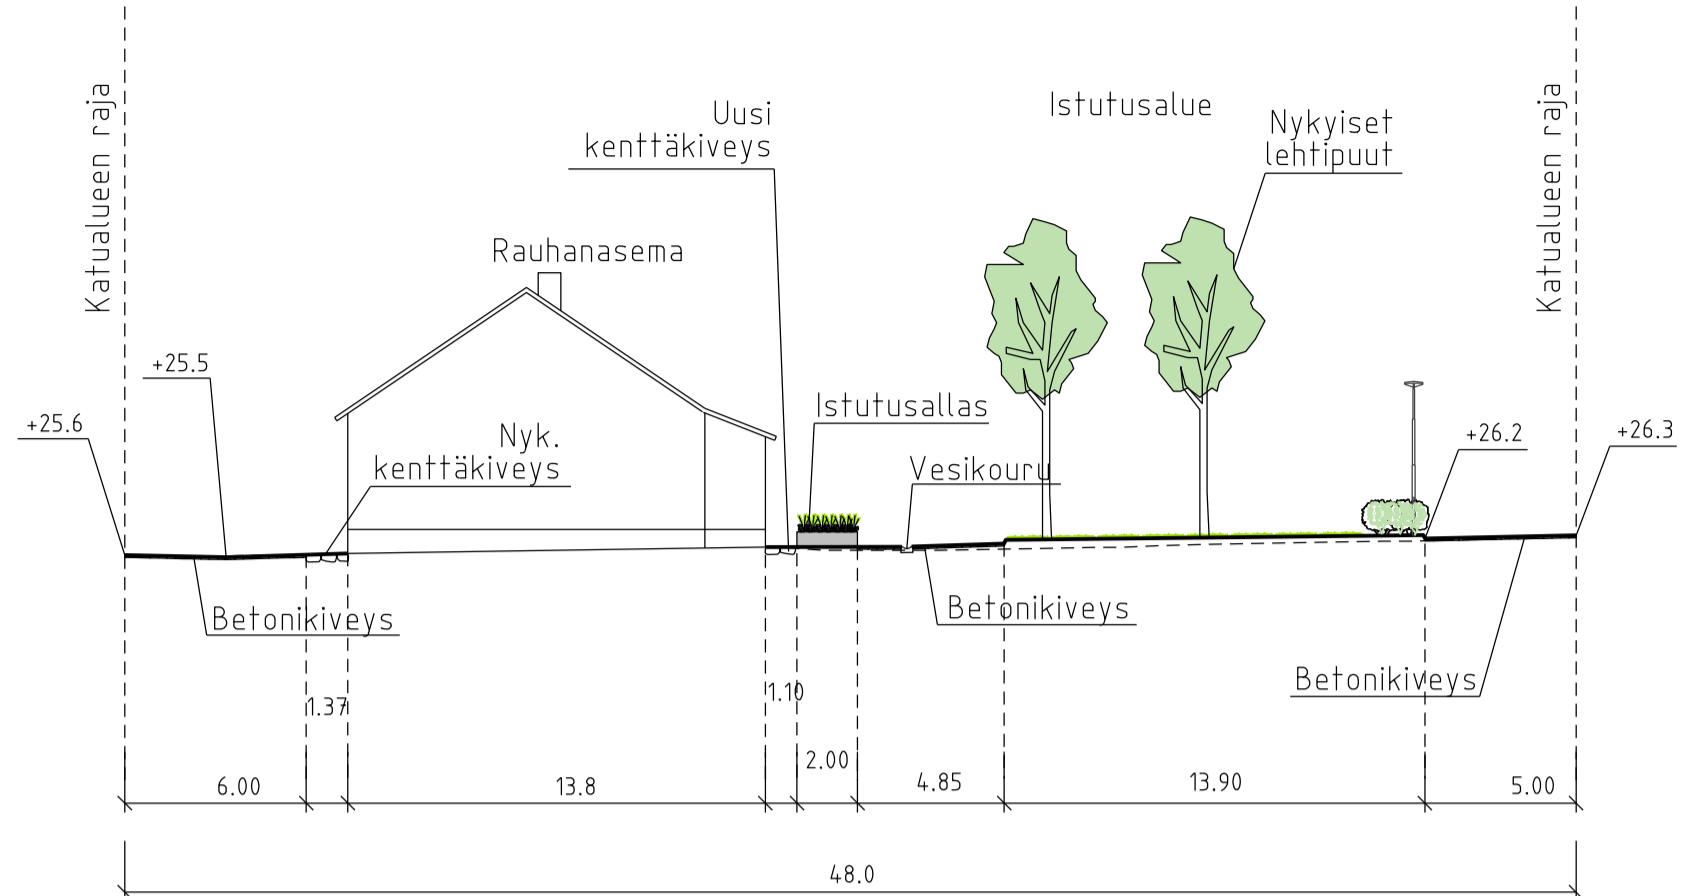 Katualueen raja
Uusi
kenttäkiveys
Istutusalue
Nykyiset
lehtipuut
Katualueen raja
Rauhanasema
+25.5
+25.6
Nyk.
kenttäkiveys
Istutusallas
Vesikouru
+26.2
+26.3
Betonikiveys
Betonikiveys
Betonikiveys
1.37
1.10
6.00
13.8
2.00
4.85
13.90
5.00
48.0